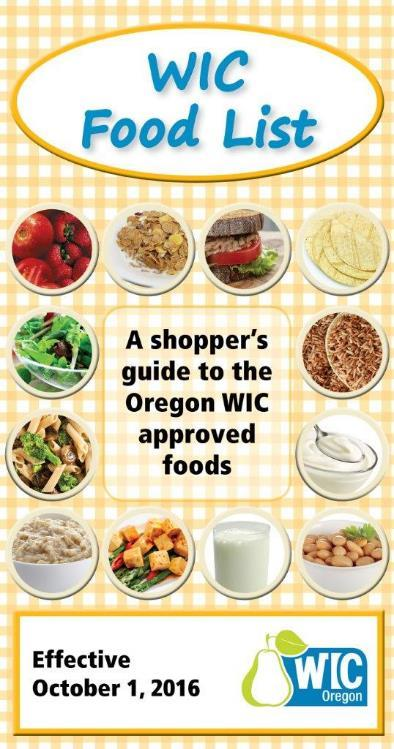 WIC
Food List
A shopper's
guide to the
Oregon WIC
approved
foods
Effective
October 1, 2016
WIC
Oregon